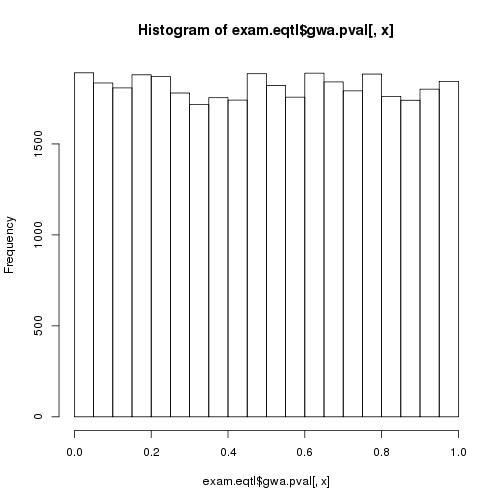 Histogram of exam.eqtl$gwa.pval[, x]
Frequency
1500
1000
500
0
0.0 0.2 0.4 0.6 0.8 1.0
exam.eqtl$gwa.pval[, x]